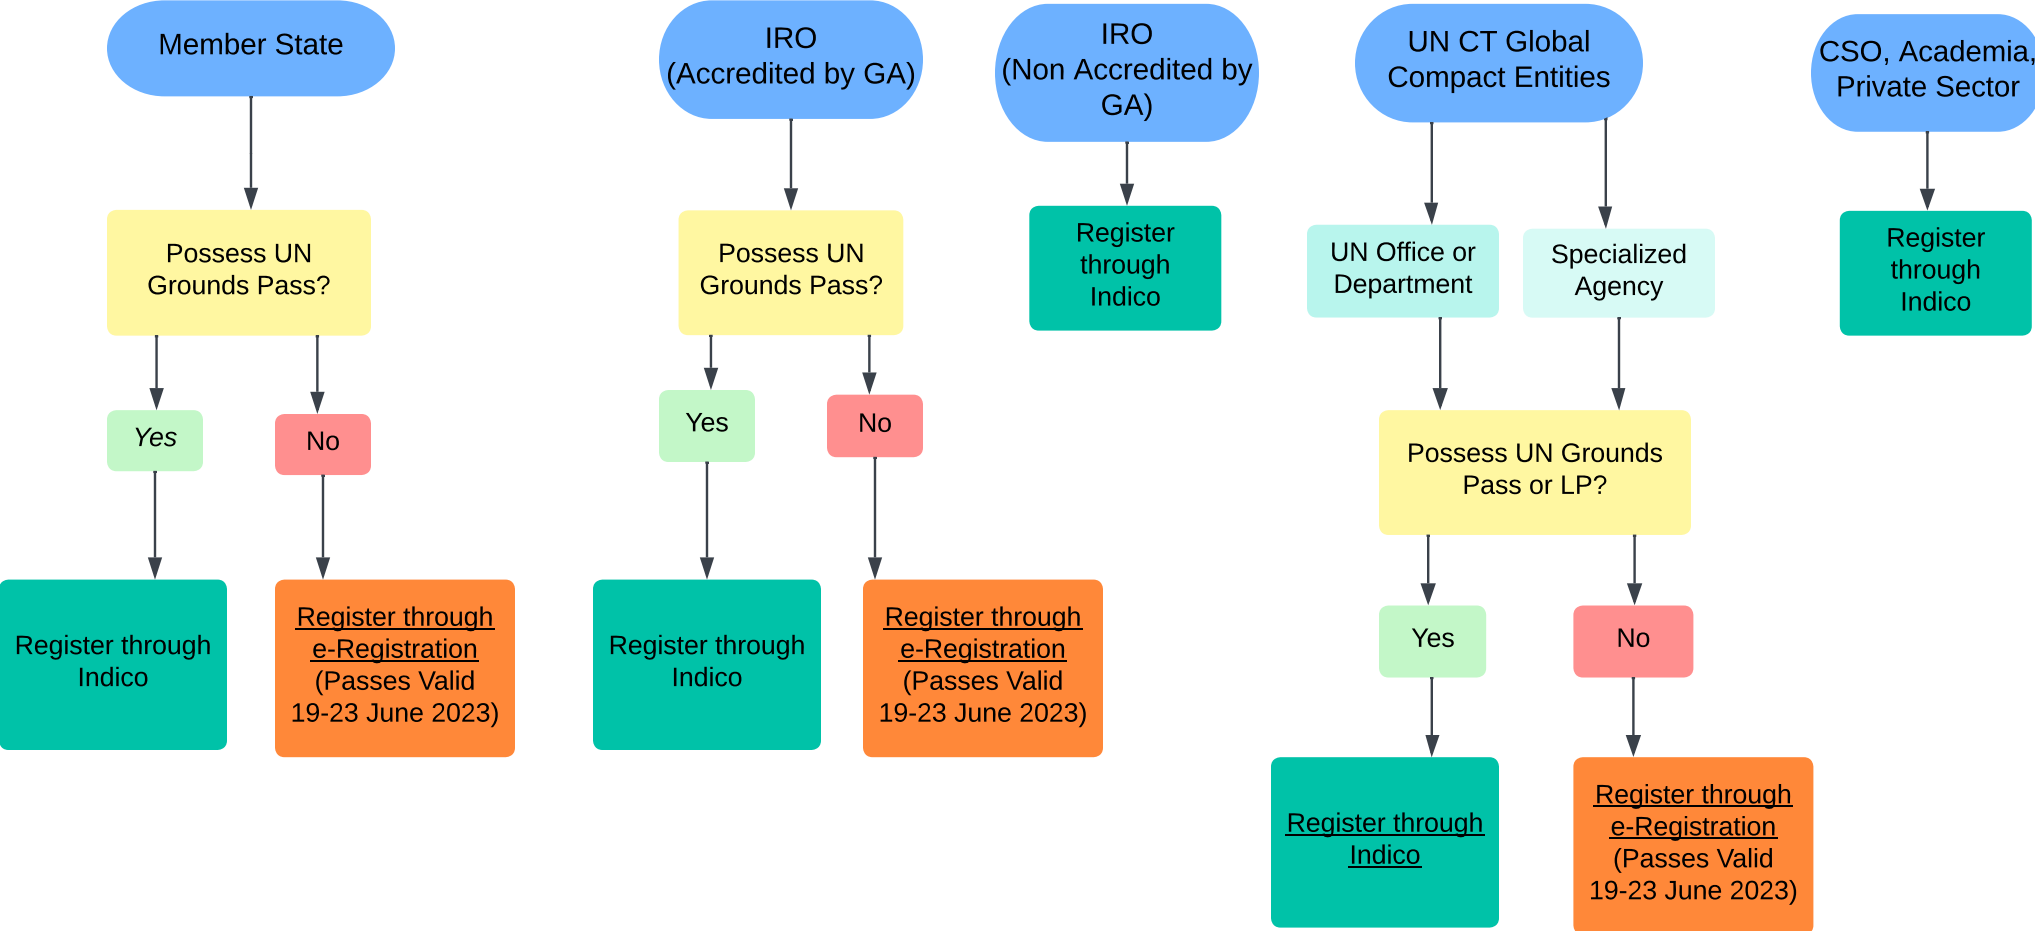 Member State
Possess UN
Grounds Pass?
Yes
No
Register through
Indico
Register through
e-Registration
(Passes Valid
19-23 June 2023)
IRO
(Accredited by GA)
Possess UN
Grounds Pass?
Yes
No
Register through
Indico
Register through
e-Registration
(Passes Valid
19-23 June 2023)
IRO
(Non Accredited by
GA)
Register
through
Indico
UN CT Global
Compact Entities
UN Office or
Department
Specialized
Agency
Possess UN Grounds
Pass or LP?
Yes
No
Register through
Indico
Register through
e-Registration
(Passes Valid
19-23 June 2023)
CSO, Academia,
Private Sector
Register
through
Indico